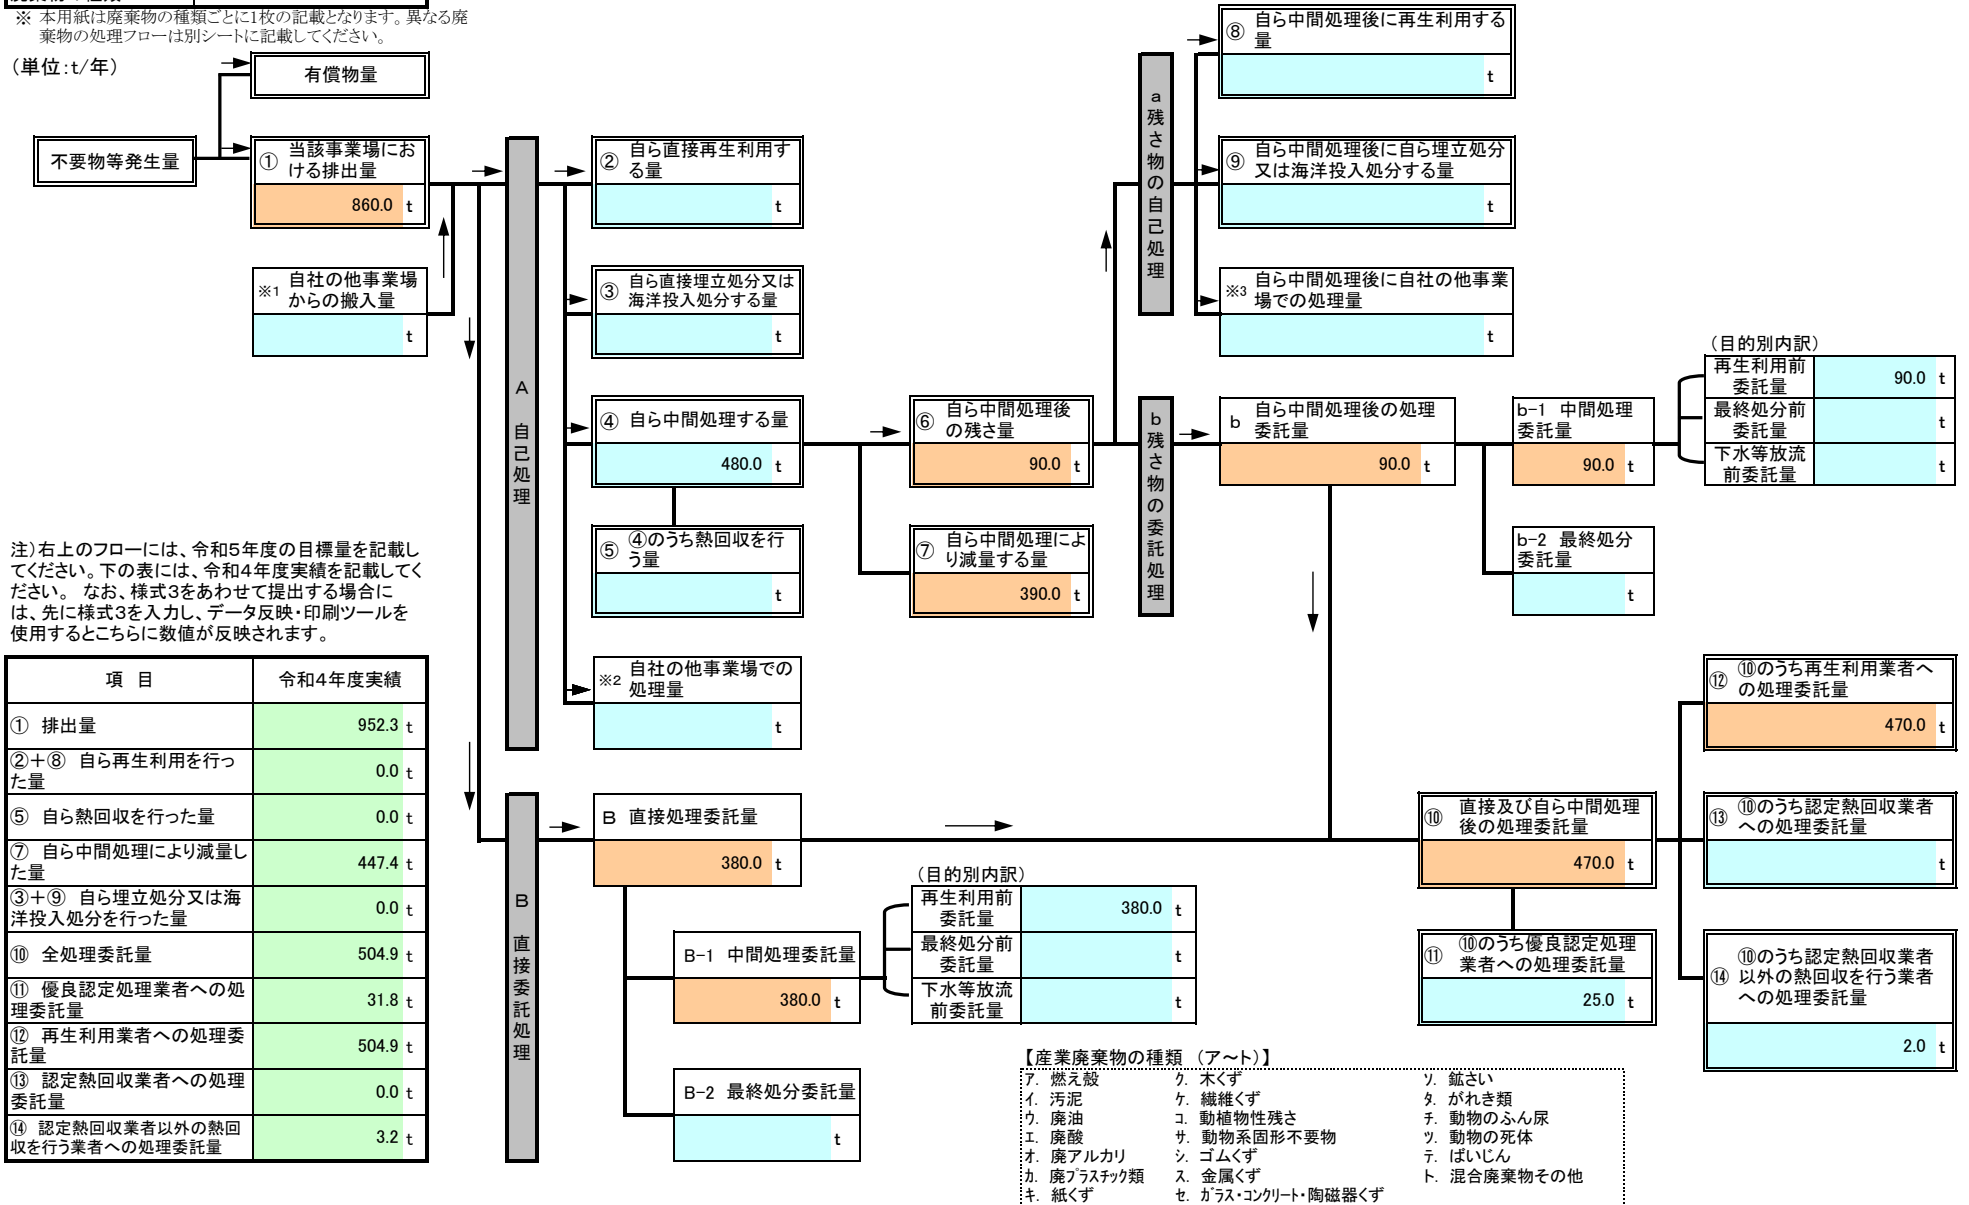 ※ 本用紙は廃棄物の種類ごとに1枚の記載となります。異なる廃
棄物の処理フローは別シートに記載してください。
(単位:t/年)
有償物量
不要物等発生量
① 当該事業場にお
ける排出量
860.0 t
※1 自社の他事業場
からの搬入量
t
A 自己処理
② 自ら直接再生利用す
る量
t
③ 自ら直接埋立処分又は
海洋投入処分する量
t
④ 自ら中間処理する量
480.0 t
⑤ ④のうち熱回収を行
う量
t
※2 自社の他事業場での
処理量
t
⑥ 自ら中間処理後
の残さ量
90.0 t
⑦ 自ら中間処理によ
り減量する量
390.0 t
a 残さ物の自己処理
⑧ 自ら中間処理後に再生利用する
量
t
⑨ 自ら中間処理後に自ら埋立処分
又は海洋投入処分する量
t
※3 自ら中間処理後に自社の他事業
場での処理量
t
b 残さ物の委託処理
b 自ら中間処理後の処理
委託量
90.0 t
b-1 中間処理
委託量
90.0 t
b-2 最終処分
委託量
t
(目的別内訳)
再生利用前
委託量
90.0 t
最終処分前
委託量
t
下水等放流
前委託量
t
注)右上のフローには、令和5年度の目標量を記載し
てください。下の表には、令和4年度実績を記載してく
ださい。 なお、様式3をあわせて提出する場合に
は、先に様式3を入力し、データ反映・印刷ツールを
使用するとこちらに数値が反映されます。
項 目 令和4年度実績
① 排出量 952.3 t
②+⑧ 自ら再生利用を行っ
た量
0.0 t
⑤ 自ら熱回収を行った量 0.0 t
⑦ 自ら中間処理により減量し
た量
447.4 t
③+⑨ 自ら埋立処分又は海
洋投入処分を行った量
0.0 t
⑩ 全処理委託量 504.9 t
⑪ 優良認定処理業者への処
理委託量
31.8 t
⑫ 再生利用業者への処理委
託量
504.9 t
⑬ 認定熱回収業者への処理
委託量
0.0 t
⑭ 認定熱回収業者以外の熱回
収を行う業者への処理委託量
3.2 t
B 直接委託処理
B 直接処理委託量
380.0 t
B-1 中間処理委託量
380.0 t
B-2 最終処分委託量
t
(目的別内訳)
再生利用前
委託量
380.0 t
最終処分前
委託量
t
下水等放流
前委託量
t
⑩ 直接及び自ら中間処理
後の処理委託量
470.0 t
⑪ ⑩のうち優良認定処理
業者への処理委託量
25.0 t
⑫ ⑩のうち再生利用業者へ
の処理委託量
470.0 t
⑬ ⑩のうち認定熱回収業者
への処理委託量
t
⑭ ⑩のうち認定熱回収業者
以外の熱回収を行う業者
への処理委託量
2.0 t
【産業廃棄物の種類 (ア~ト)】
ア. 燃え殻
イ. 汚泥
ウ. 廃油
エ. 廃酸
オ. 廃アルカリ
カ. 廃プラスチック類
キ. 紙くず
ク. 木くず
ケ. 繊維くず
コ. 動植物性残さ
サ. 動物系固形不要物
シ. ゴムくず
ス. 金属くず
セ. ガラス・コンクリート・陶磁器くず
ソ. 鉱さい
タ. がれき類
チ. 動物のふん尿
ツ. 動物の死体
テ. ばいじん
ト. 混合廃棄物その他